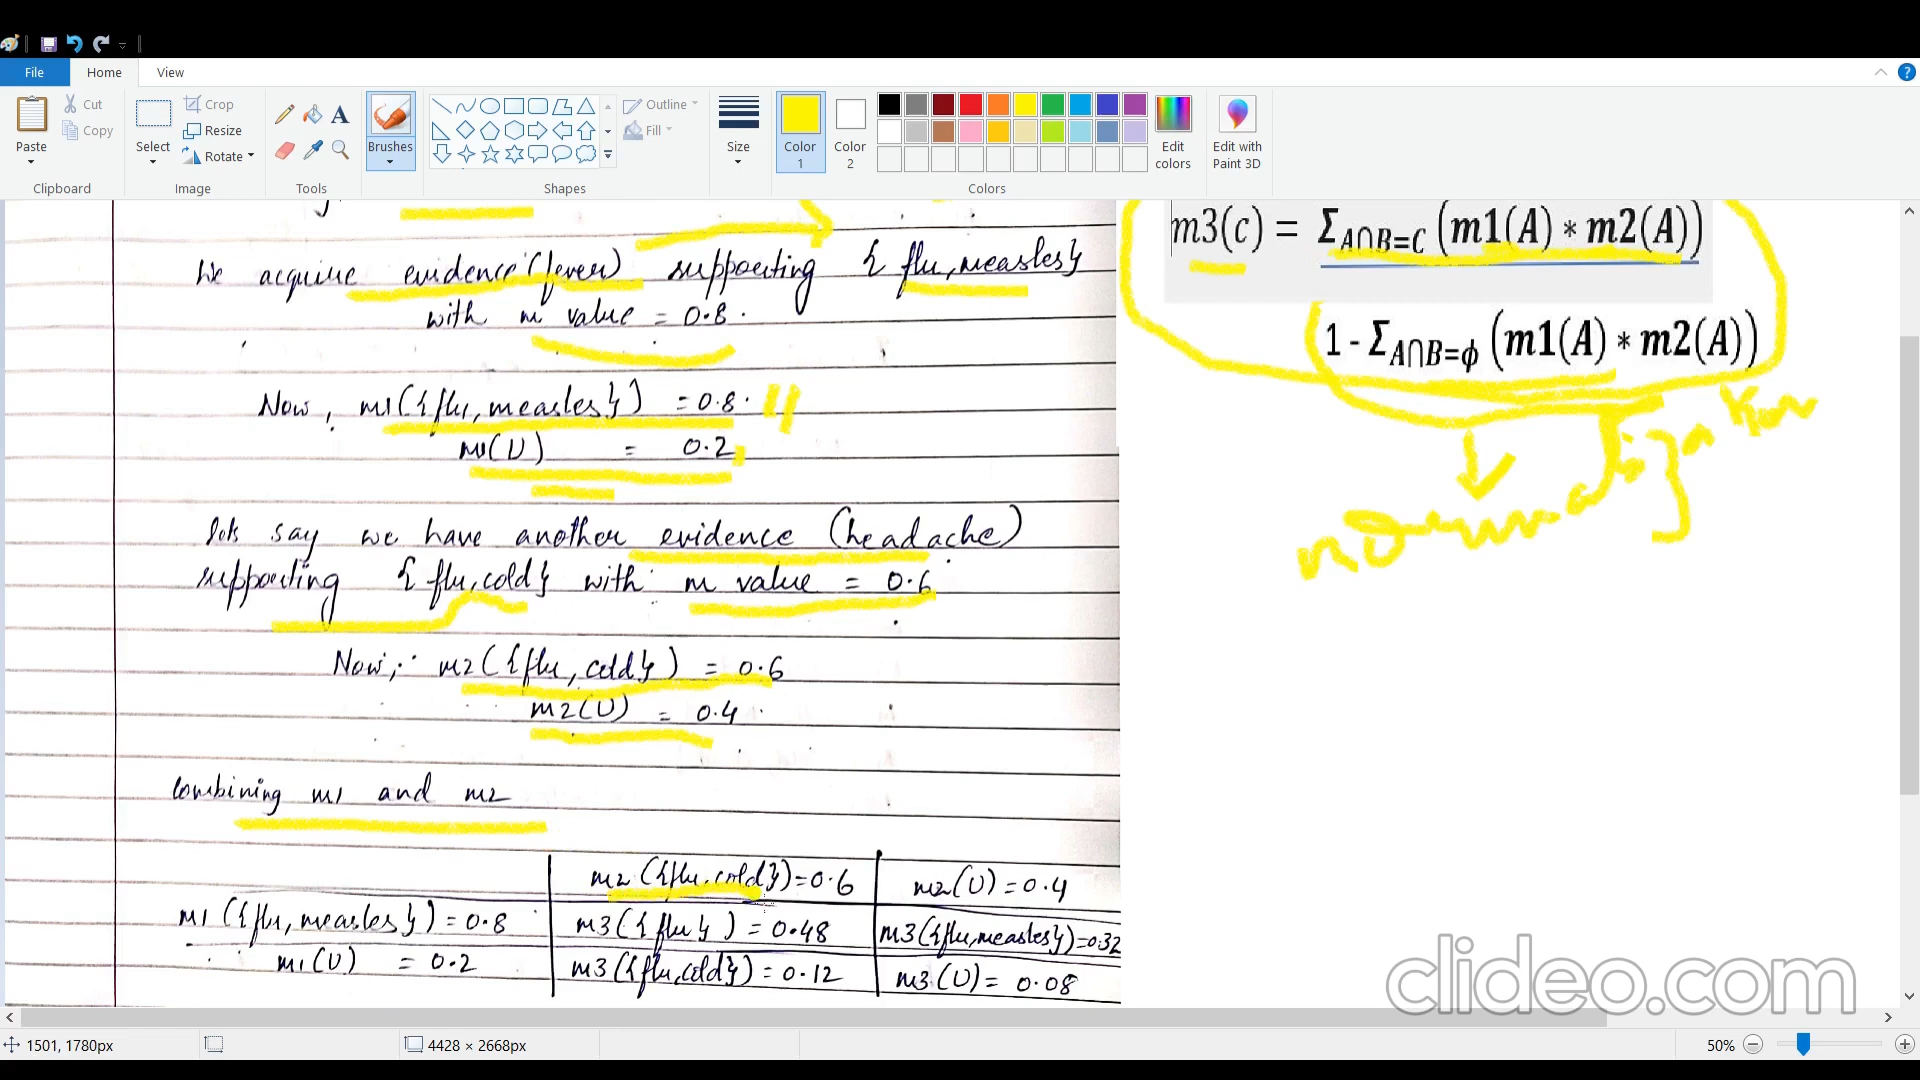 File Home View
Paste Cut Copy Clipboard
Select Crop Resize Rotate Image
Tools
Brushes
Outline Fill Shapes
Size
Color 1 Color 2 Edit colors Colors
Edit with Paint 3D
We acquire evidence (fever) supporting { flu, measles}
with m value = 0.8.
Now, m1({flu, measles}) = 0.8.
m1(U) = 0.2
lets say we have another evidence (headache)
supporting {flu,cold} with m value = 0.6
Now, m2({flu, cold}) = 0.6
m2(U) = 0.4
Combining m1 and m2
m2({flu,cold})=0.6 m2(U)=0.4
m1({flu, measles}) = 0.8 m3({flu}) = 0.48 m3({flu,measles})=0.32
m1(U) = 0.2 m3({flu,cold}) = 0.12 m3(U) = 0.08
m3(c) = Σ A∩B=C (m1(A) * m2(A))
1 - Σ A∩B=ϕ (m1(A) * m2(A))
clideo.com
1501, 1780px 4428 × 2668px 50%